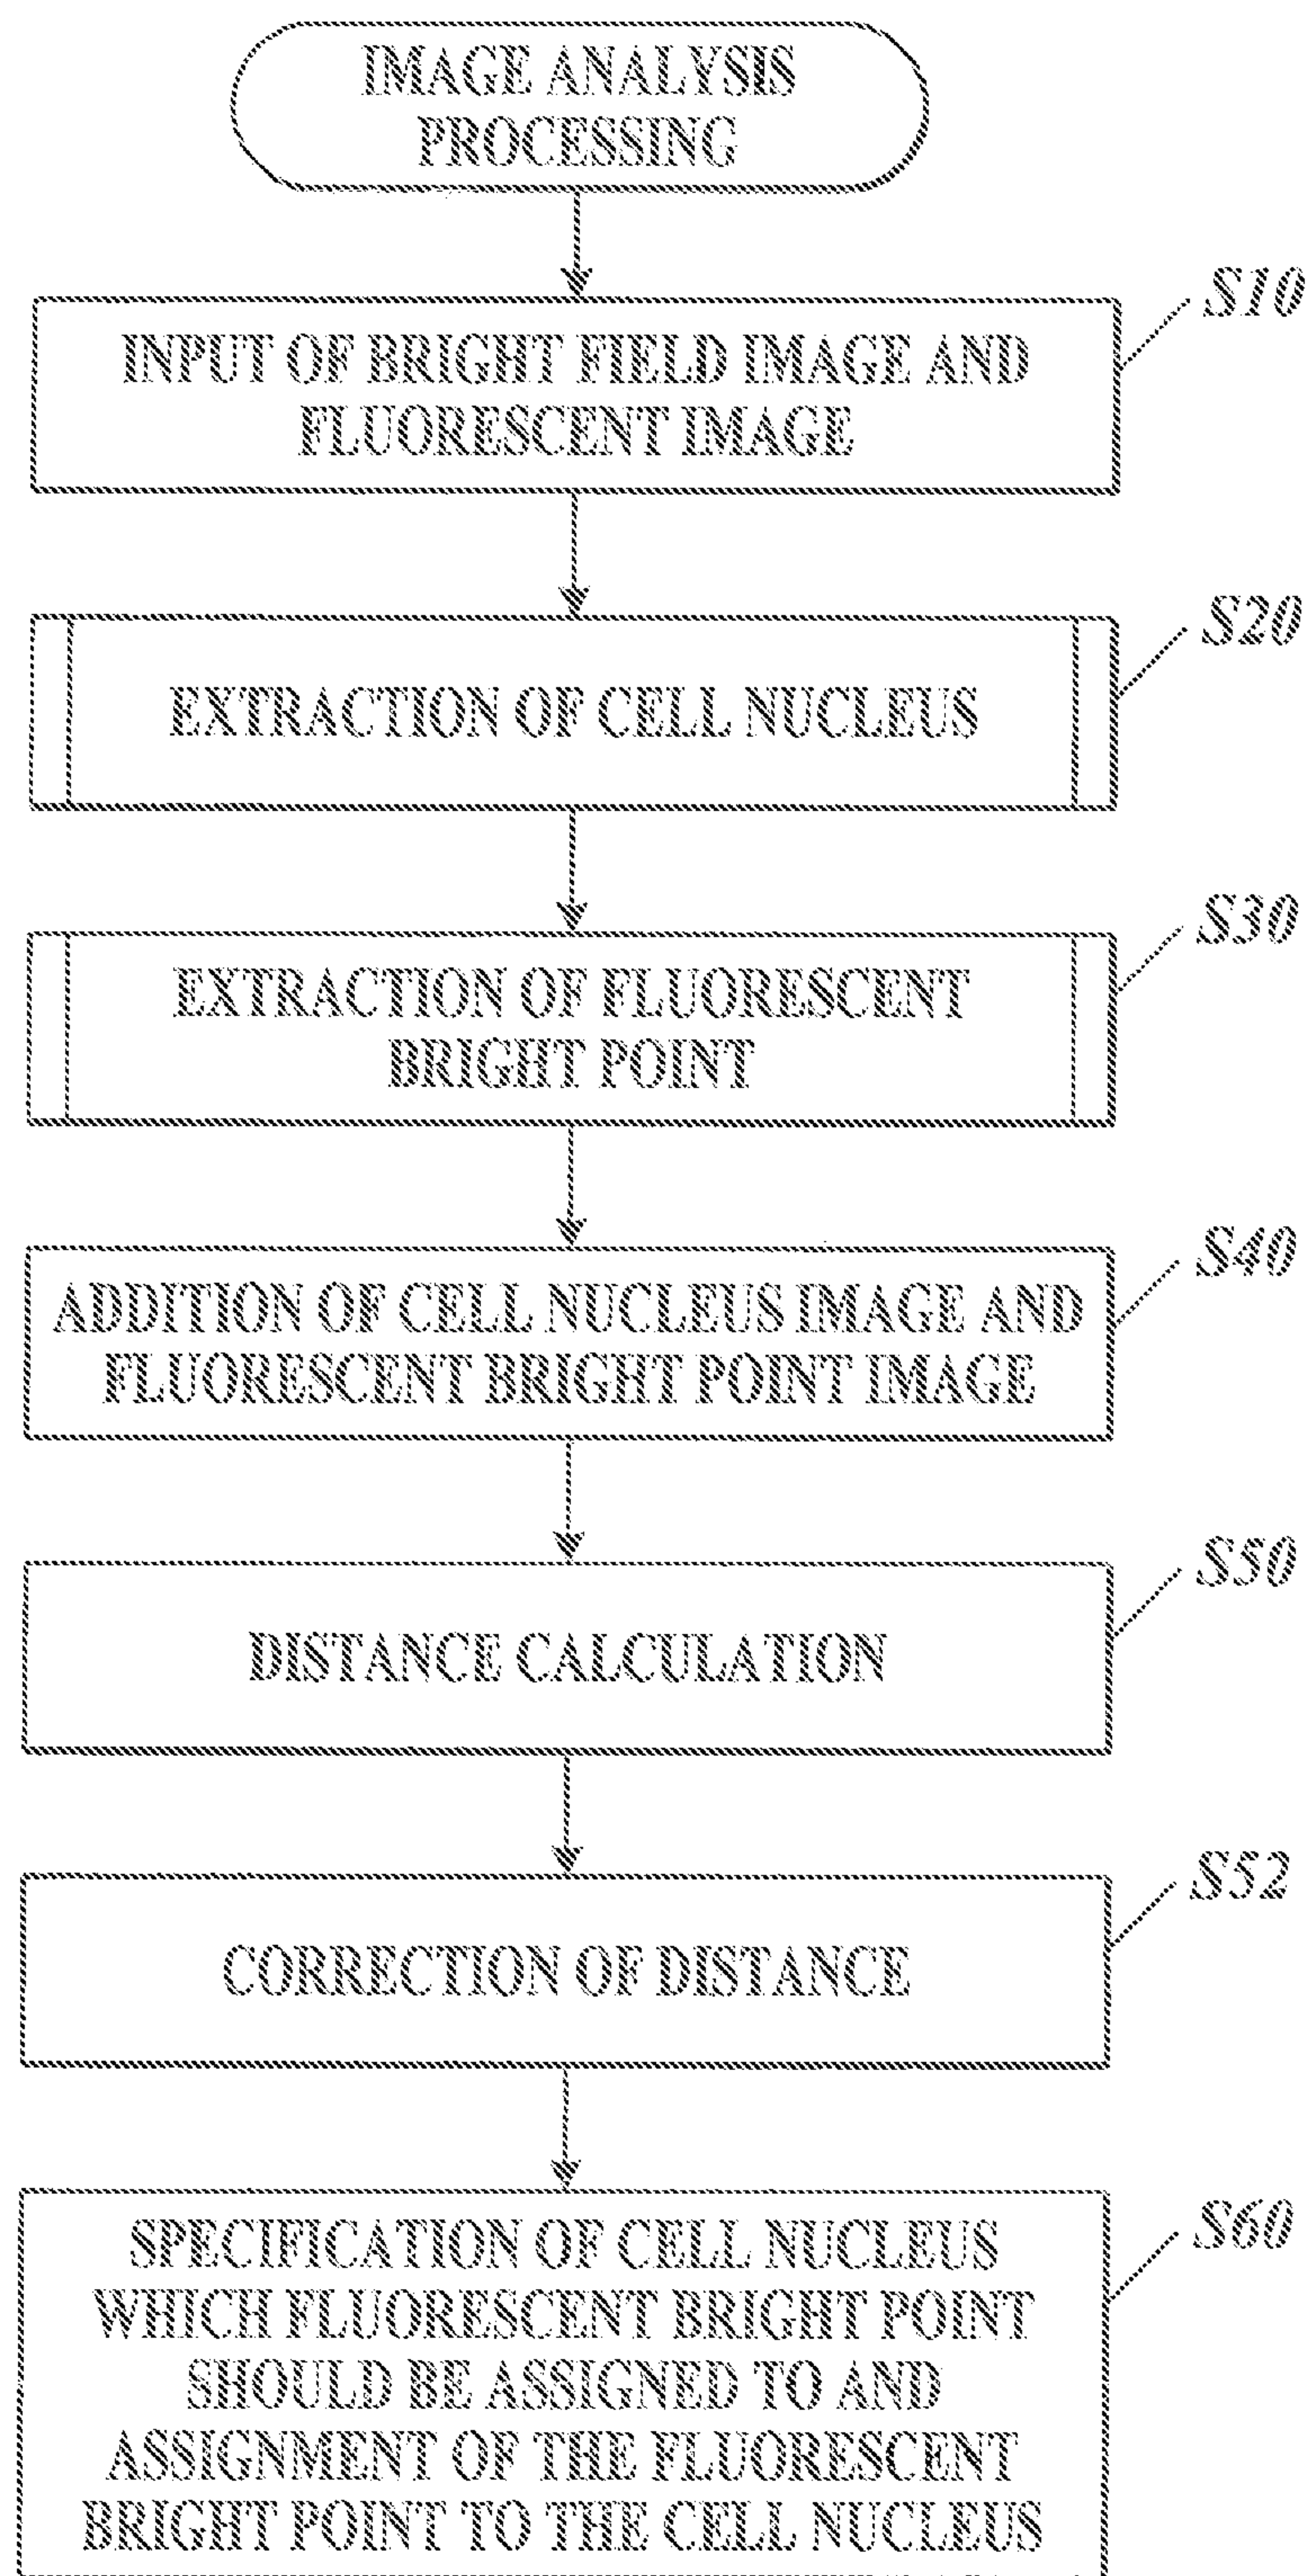 IMAGE ANALYSIS
PROCESSING
S10
INPUT OF BRIGHT FIELD IMAGE AND
FLUORESCENT IMAGE
S20
EXTRACTION OF CELL NUCLEUS
S30
EXTRACTION OF FLUORESCENT
BRIGHT POINT
S40
ADDITION OF CELL NUCLEUS IMAGE AND
FLUORESCENT BRIGHT POINT IMAGE
S50
DISTANCE CALCULATION
S52
CORRECTION OF DISTANCE
S60
SPECIFICATION OF CELL NUCLEUS
WHICH FLUORESCENT BRIGHT POINT
SHOULD BE ASSIGNED TO AND
ASSIGNMENT OF THE FLUORESCENT
BRIGHT POINT TO THE CELL NUCLEUS